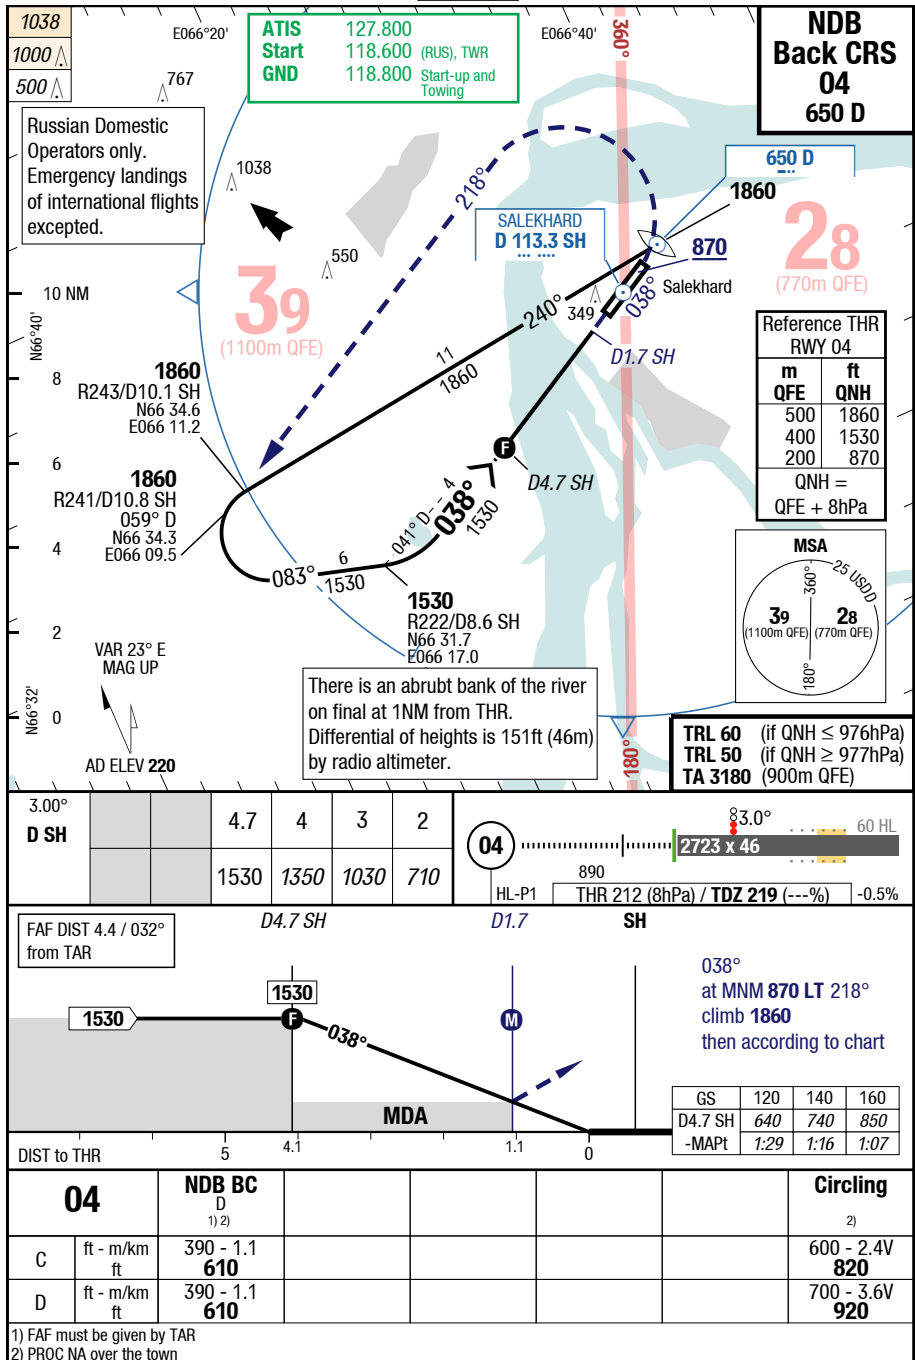 1038
1000
500
E066°20'
ATIS 127.800
Start 118.600 (RUS), TWR
GND 118.800 Start-up and
Towing
E066°40'
360°
NDB
Back CRS
04
650 D
767
Russian Domestic
Operators only.
Emergency landings
of international flights
excepted.
1038
218°
650 D
1860
SALEKHARD
D 113.3 SH
870
28
(770m QFE)
550
39
(1100m QFE)
Salekhard
10 NM
N66°40'
349
240°
038°
D1.7 SH
11
1860
Reference THR
RWY 04
m ft
QFE QNH
500 1860
400 1530
200 870
QNH =
QFE + 8hPa
8
1860
R243/D10.1 SH
N66 34.6
E066 11.2
6
1860
R241/D10.8 SH
059° D
N66 34.3
E066 09.5
F
D4.7 SH
041° D - - 4
038°
1530
4
083°
6
1530
1530
R222/D8.6 SH
N66 31.7
E066 17.0
MSA
25 USDD
360°
39 28
(1100m QFE) (770m QFE)
180°
2
VAR 23° E
MAG UP
N66°32'
0
AD ELEV 220
There is an abrubt bank of the river
on final at 1NM from THR.
Differential of heights is 151ft (46m)
by radio altimeter.
180°
TRL 60 (if QNH ≤ 976hPa)
TRL 50 (if QNH ≥ 977hPa)
TA 3180 (900m QFE)
3.00°
D SH
4.7 4 3 2
1530 1350 1030 710
04
3.0°
60 HL
2723 x 46
890
HL-P1 THR 212 (8hPa) / TDZ 219 (---%) -0.5%
FAF DIST 4.4 / 032°
from TAR
D4.7 SH D1.7 SH
1530
1530
F
038°
M
MDA
038°
at MNM 870 LT 218°
climb 1860
then according to chart
GS 120 140 160
D4.7 SH 640 740 850
-MAPt 1:29 1:16 1:07
DIST to THR 5 4.1 1.1 0
04 NDB BC Circling
D
1) 2) 2)
C ft - m/km 390 - 1.1 600 - 2.4V
ft 610 820
D ft - m/km 390 - 1.1 700 - 3.6V
ft 610 920
1) FAF must be given by TAR
2) PROC NA over the town